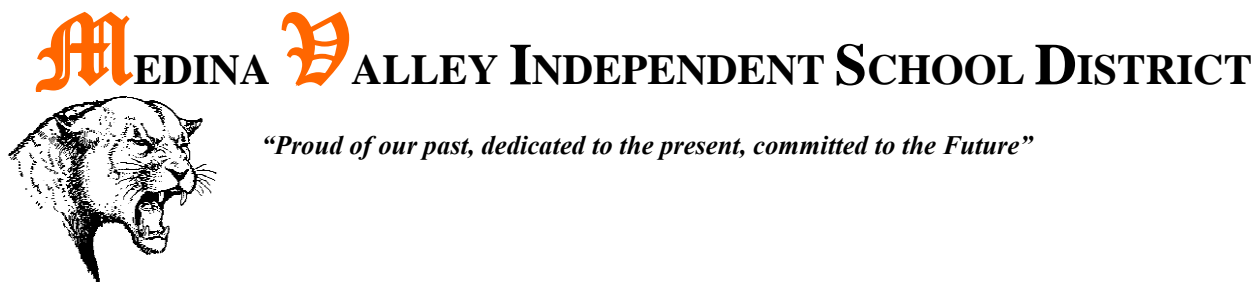 MEDINA VALLEY INDEPENDENT SCHOOL DISTRICT
“Proud of our past, dedicated to the present, committed to the Future”